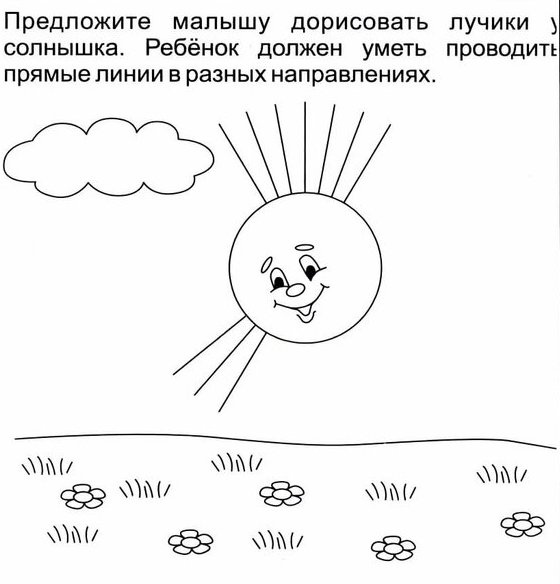 Предложите малышу дорисовать лучики у
солнышка. Ребёнок должен уметь проводить
прямые линии в разных направлениях.